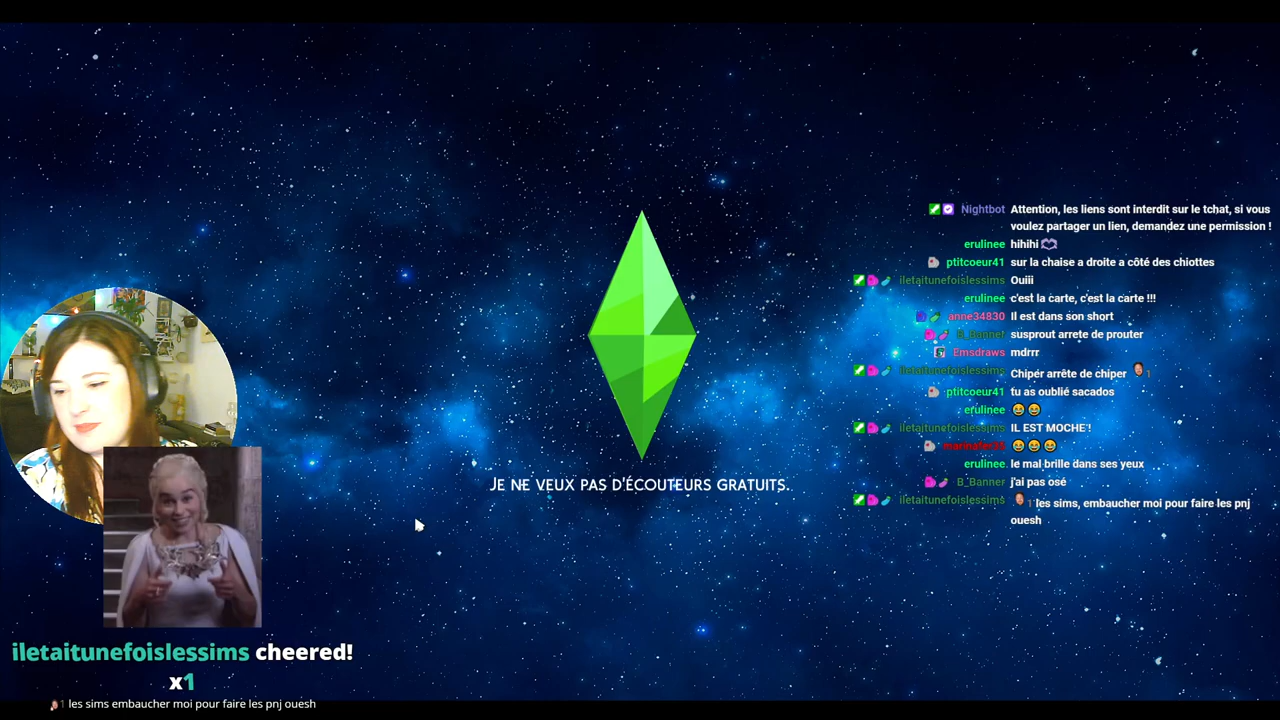 Nightbot Attention, les liens sont interdit sur le tchat, si vous
voulez partager un lien, demandez une permission !
erulinee hihihi
ptitcoeur41 sur la chaise a droite a côté des chiottes
iletaitunefoislessims Ouiii
erulinee c'est la carte, c'est la carte !!!
anne34830 Il est dans son short
B_Banner susprout arrete de prouter
Emsdraws mdrrr
iletaitunefoislessims Chiper arrête de chiper 1
ptitcoeur41 tu as oublié sacados
erulinee
iletaitunefoislessims IL EST MOCHE !
erulinee le mal brille dans ses yeux
B_Banner j'ai pas osé
iletaitunefoislessims 1 les sims, embaucher moi pour faire les pnj
ouesh
JE NE VEUX PAS D'ÉCOUTEURS GRATUITS.
iletaitunefoislessims cheered!
x1
1 les sims embaucher moi pour faire les pnj ouesh